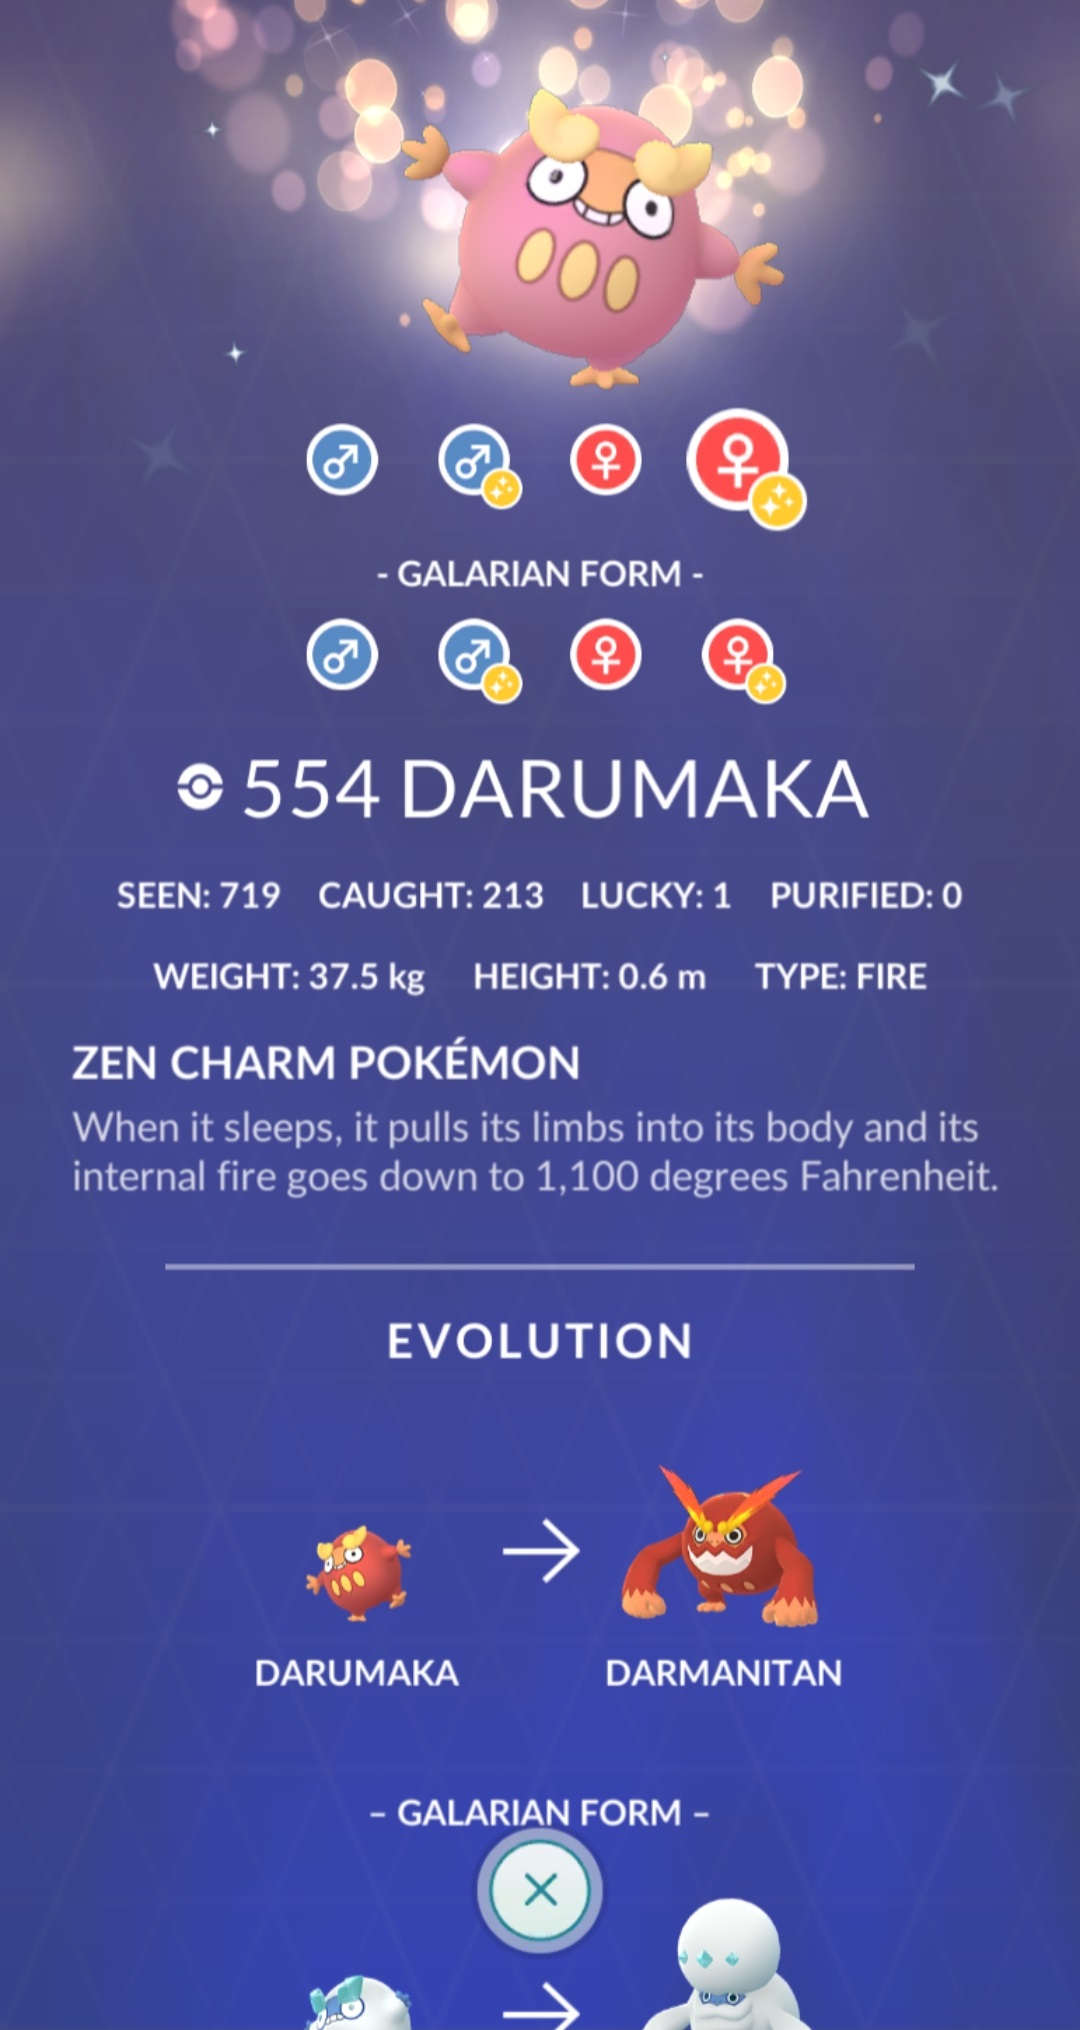 - GALARIAN FORM -
554 DARUMAKA
SEEN: 719 CAUGHT: 213 LUCKY: 1 PURIFIED: 0
WEIGHT: 37.5 kg HEIGHT: 0.6 m TYPE: FIRE
ZEN CHARM POKÉMON
When it sleeps, it pulls its limbs into its body and its
internal fire goes down to 1,100 degrees Fahrenheit.
EVOLUTION
DARUMAKA DARMANITAN
– GALARIAN FORM –